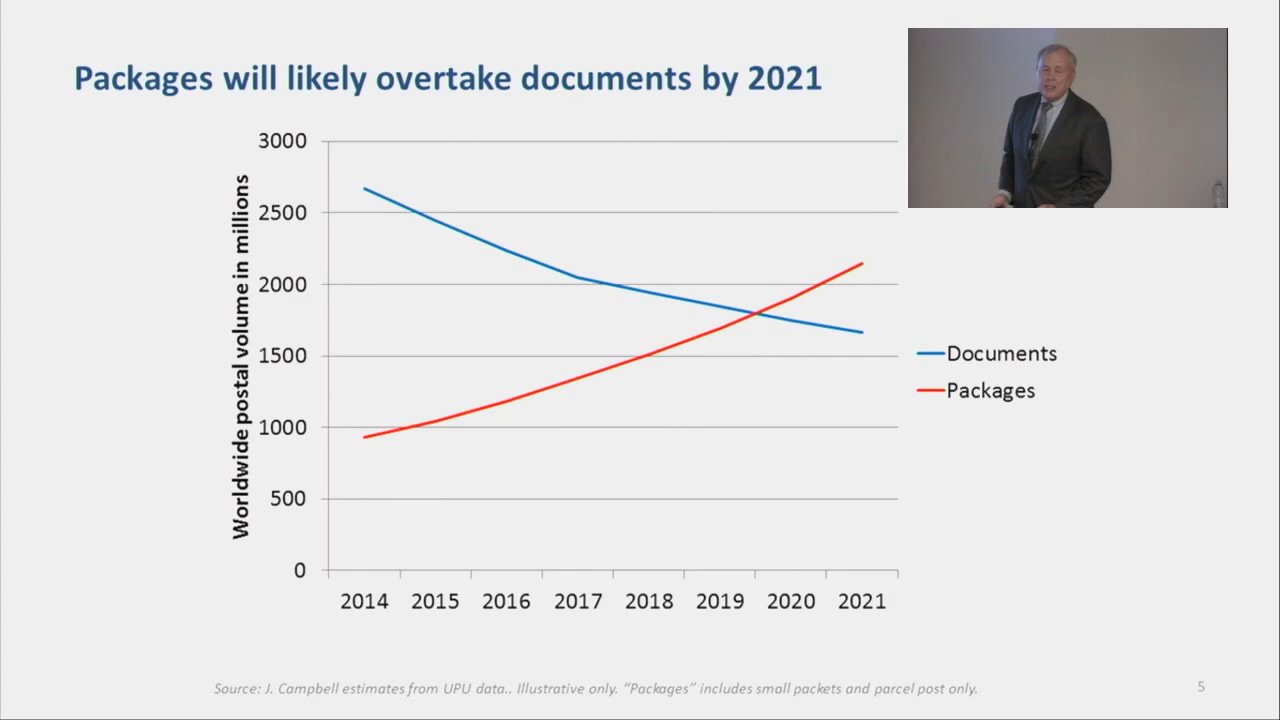 Packages will likely overtake documents by 2021
Worldwide postal volume in millions
3000
2500
2000
1500
1000
500
0
2014 2015 2016 2017 2018 2019 2020 2021
Documents
Packages
Source: J. Campbell estimates from UPU data.. Illustrative only. “Packages” includes small packets and parcel post only.
5